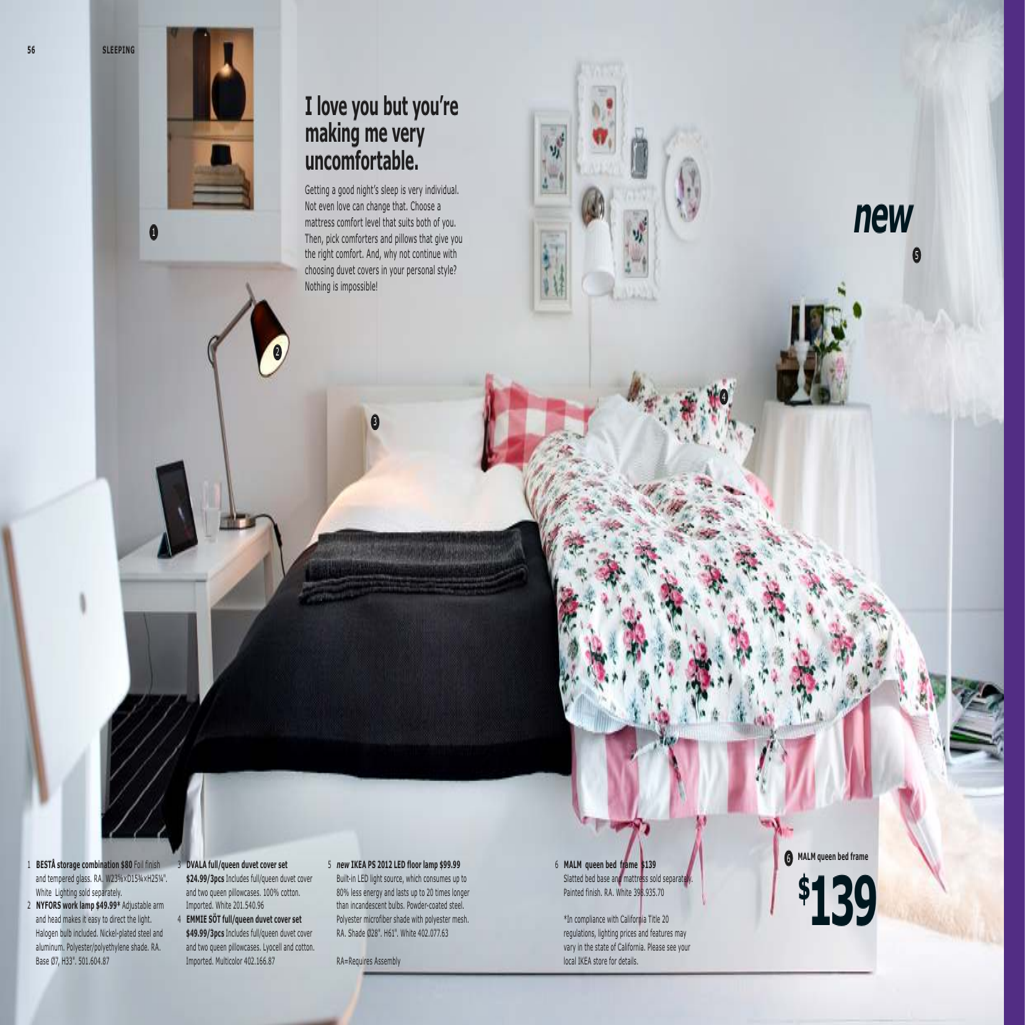 56
SLEEPING
I love you but you're
making me very
uncomfortable.
Getting a good night's sleep is very individual.
Not even love can change that. Choose a
mattress comfort level that suits both of you.
Then, pick comforters and pillows that give you
the right comfort. And, why not continue with
choosing duvet covers in your personal style?
Nothing is impossible!
new
1
2
3
4
5
1 BESTÅ storage combination $80 Foil finish
and tempered glass. RA. W23⅝×D15¾×H25¼".
White Lighting sold separately.
2 NYFORS work lamp $49.99* Adjustable arm
and head makes it easy to direct the light.
Halogen bulb included. Nickel-plated steel and
aluminum. Polyester/polyethylene shade. RA.
Base Ø7, H33". 501.604.87
3 DVALA full/queen duvet cover set
$24.99/3pcs Includes full/queen duvet cover
and two queen pillowcases. 100% cotton.
Imported. White 201.540.96
4 EMMIE SÖT full/queen duvet cover set
$49.99/3pcs Includes full/queen duvet cover
and two queen pillowcases. Lyocell and cotton.
Imported. Multicolor 402.166.87
5 new IKEA PS 2012 LED floor lamp $99.99
Built-in LED light source, which consumes up to
80% less energy and lasts up to 20 times longer
than incandescent bulbs. Powder-coated steel.
Polyester microfiber shade with polyester mesh.
RA. Shade Ø28". H61". White 402.077.63
RA=Requires Assembly
6 MALM queen bed frame $139
Slatted bed base and mattress sold separately.
Painted finish. RA. White 398.935.70
*In compliance with California Title 20
regulations, lighting prices and features may
vary in the state of California. Please see your
local IKEA store for details.
6 MALM queen bed frame
$139